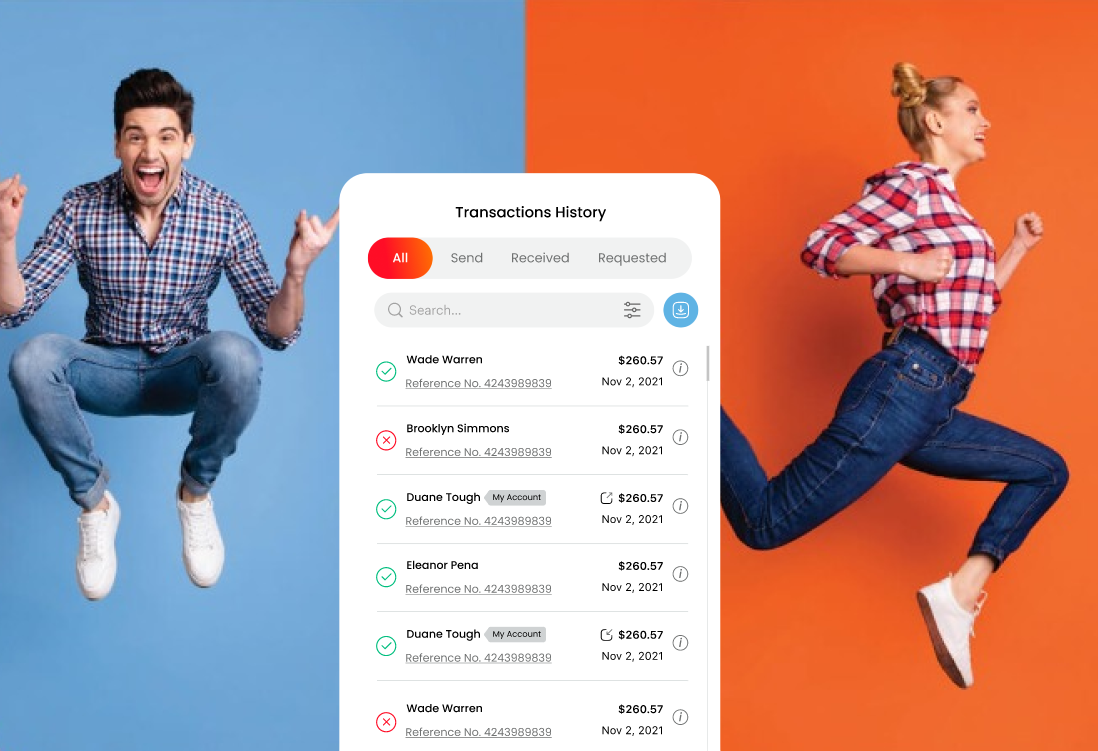 Transactions History
All Send Received Requested
Search...
Wade Warren $260.57
Reference No. 4243989839 Nov 2, 2021
Brooklyn Simmons $260.57
Reference No. 4243989839 Nov 2, 2021
Duane Tough My Account $260.57
Reference No. 4243989839 Nov 2, 2021
Eleanor Pena $260.57
Reference No. 4243989839 Nov 2, 2021
Duane Tough My Account $260.57
Reference No. 4243989839 Nov 2, 2021
Wade Warren $260.57
Reference No. 4243989839 Nov 2, 2021